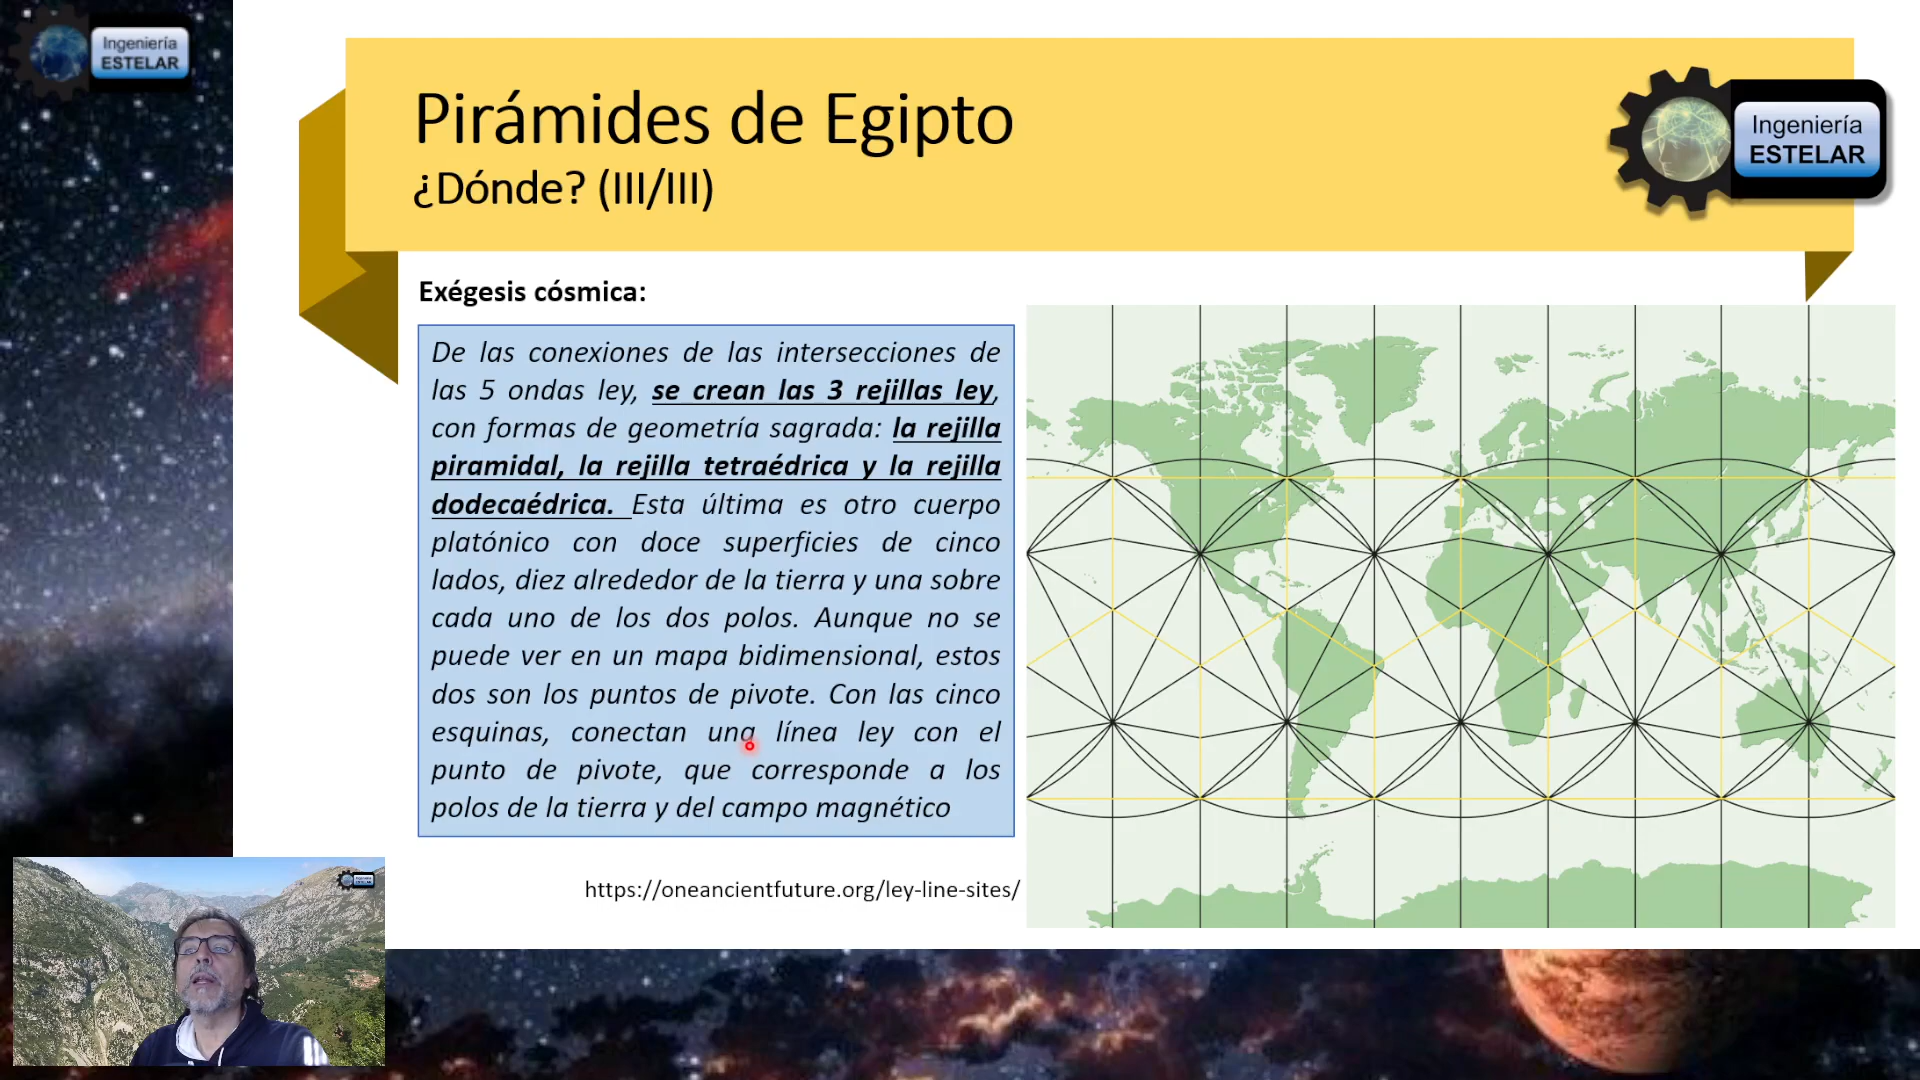 Ingeniería
ESTELAR
Pirámides de Egipto
¿Dónde? (III/III)
Ingeniería
ESTELAR
Exégesis cósmica:
De las conexiones de las intersecciones de
las 5 ondas ley, se crean las 3 rejillas ley,
con formas de geometría sagrada: la rejilla
piramidal, la rejilla tetraédrica y la rejilla
dodecaédrica. Esta última es otro cuerpo
platónico con doce superficies de cinco
lados, diez alrededor de la tierra y una sobre
cada uno de los dos polos. Aunque no se
puede ver en un mapa bidimensional, estos
dos son los puntos de pivote. Con las cinco
esquinas, conectan una línea ley con el
punto de pivote, que corresponde a los
polos de la tierra y del campo magnético
https://oneancientfuture.org/ley-line-sites/